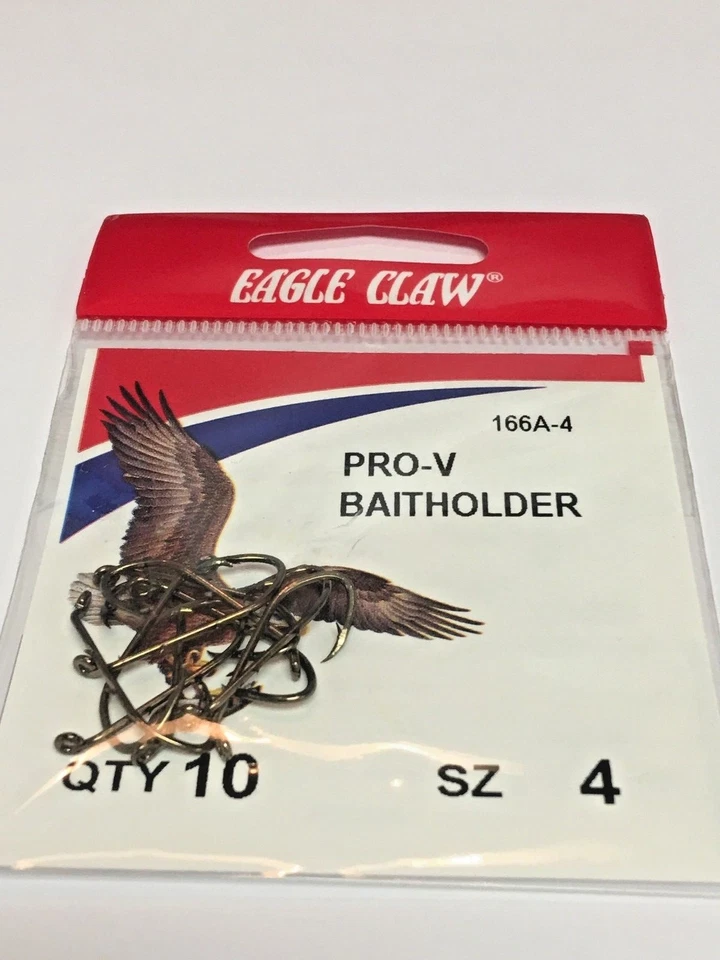 EAGLE CLAW®
166A-4
PRO-V
BAITHOLDER
QTY 10 SZ 4